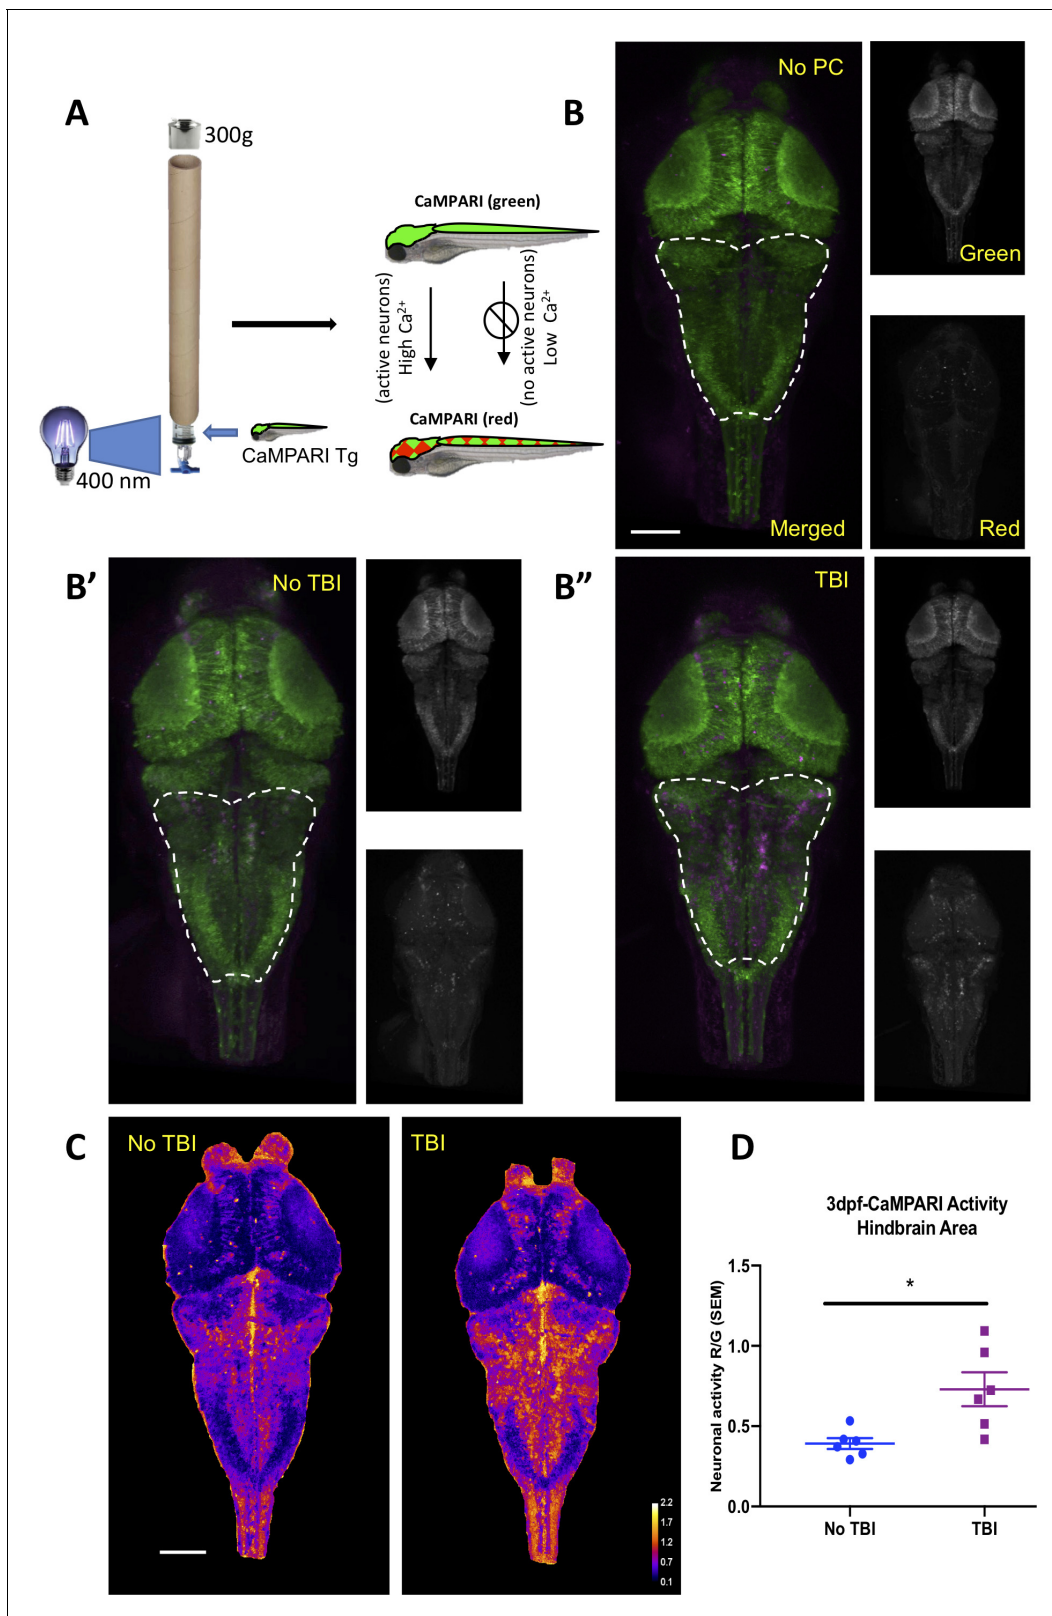 A
300g
400 nm
CaMPARI Tg
CaMPARI (green)
(active neurons)
High Ca2+
(no active neurons)
Low Ca2+
CaMPARI (red)
B
No PC
Merged
Green
Red
B’
No TBI
B”
TBI
C
No TBI
TBI
2.2
1.7
1.2
0.7
0.1
D
3dpf-CaMPARI Activity
Hindbrain Area
Neuronal activity R/G (SEM)
1.5
1.0
0.5
0.0
*
No TBI
TBI